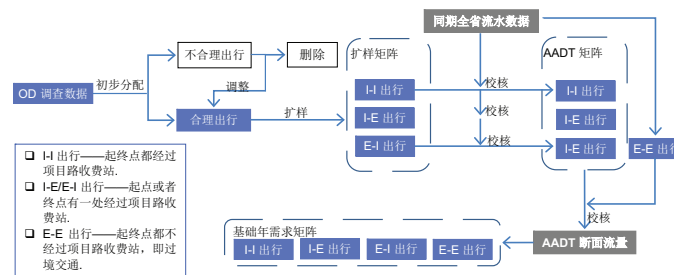 同期全省流水数据
不合理出行
删除
扩样矩阵
AADT 矩阵
初步分配
调整
校核
OD 调查数据
I-I 出行
I-I 出行
校核
合理出行
扩样
I-E 出行
I-E 出行
校核
E-I 出行
I-E 出行
E-E 出行
❑ I-I 出行——起终点都经过
项目路收费站.
❑ I-E/E-I 出行——起点或者
终点有一处经过项目路收
费站.
❑ E-E 出行——起终点都不
经过项目路收费站，即过
境交通.
校核
基础年需求矩阵
I-I 出行
I-E 出行
E-I 出行
E-E 出行
AADT 断面流量